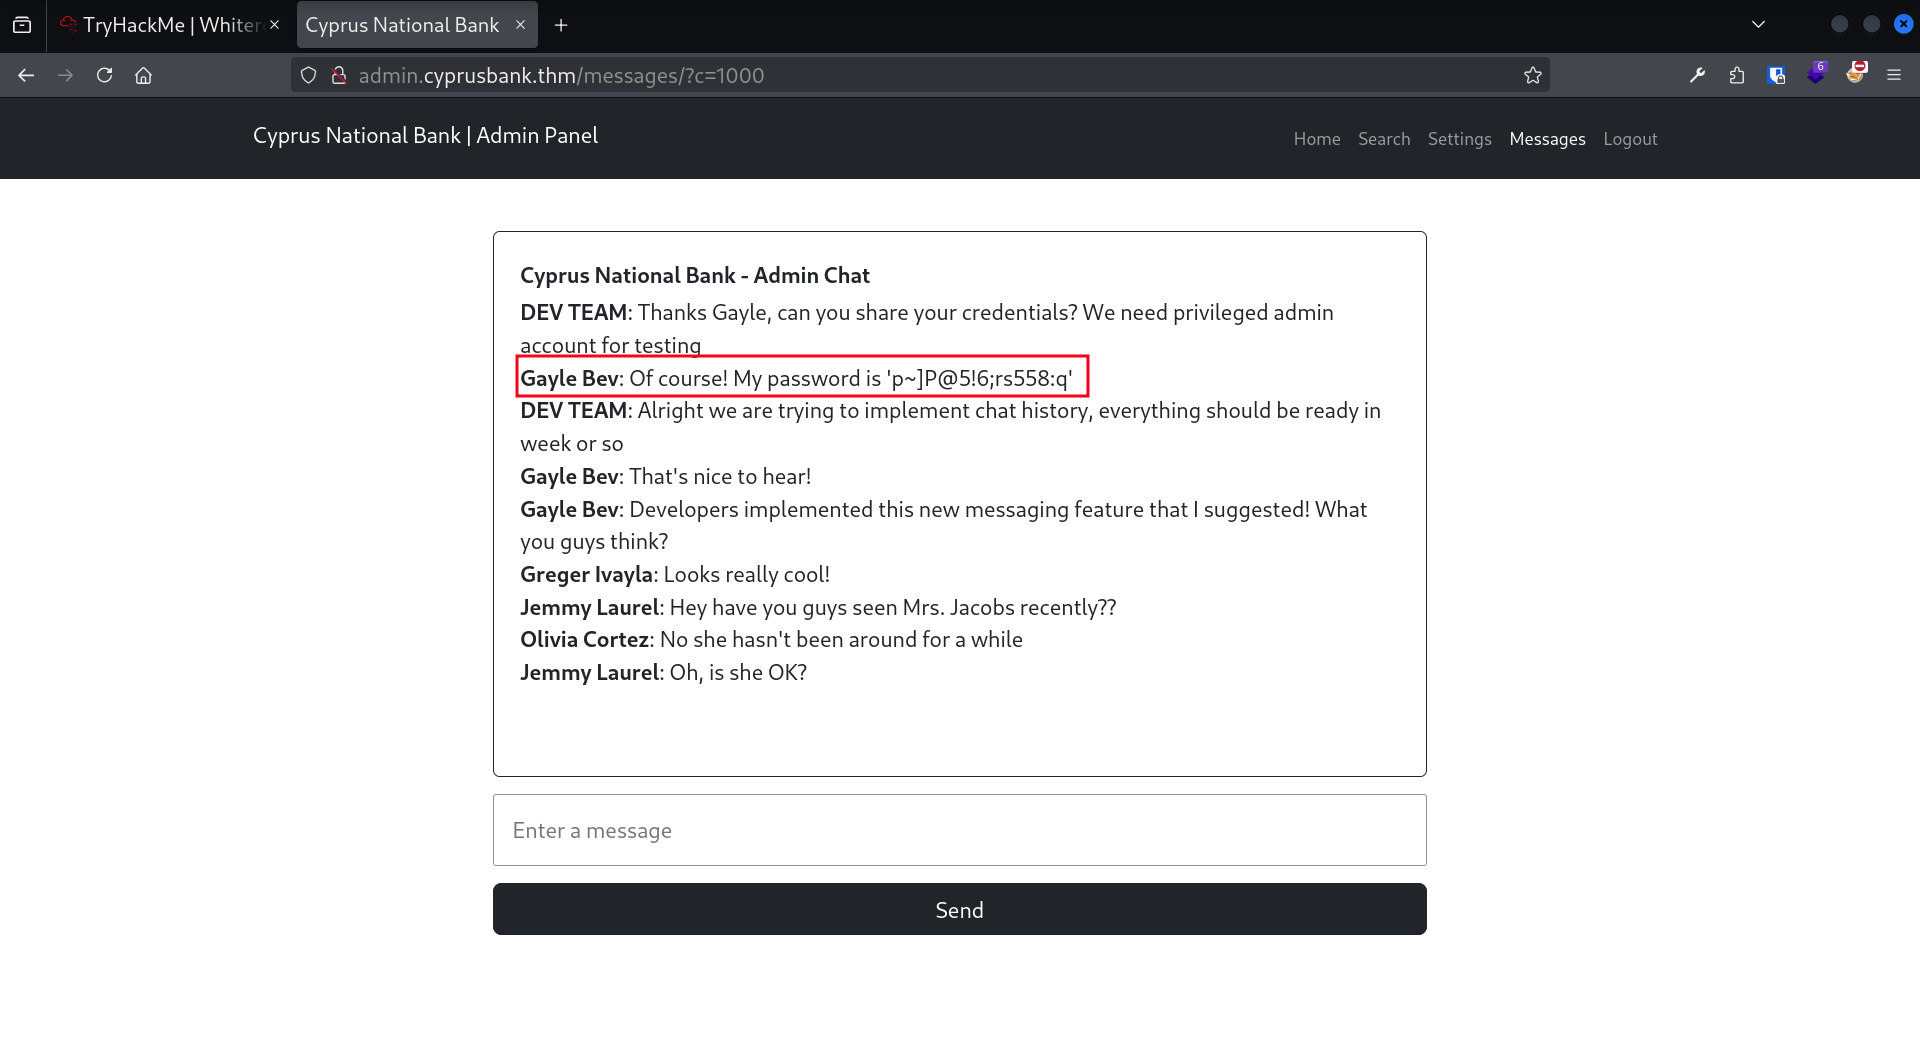 TryHackMe | Whiter
Cyprus National Bank
admin.cyprusbank.thm/messages/?c=1000
6
Cyprus National Bank | Admin Panel
Home Search Settings Messages Logout
Cyprus National Bank - Admin Chat
DEV TEAM: Thanks Gayle, can you share your credentials? We need privileged admin
account for testing
Gayle Bev: Of course! My password is 'p~]P@5!6;rs558:q'
DEV TEAM: Alright we are trying to implement chat history, everything should be ready in
week or so
Gayle Bev: That's nice to hear!
Gayle Bev: Developers implemented this new messaging feature that I suggested! What
you guys think?
Greger Ivayla: Looks really cool!
Jemmy Laurel: Hey have you guys seen Mrs. Jacobs recently??
Olivia Cortez: No she hasn't been around for a while
Jemmy Laurel: Oh, is she OK?
Enter a message
Send